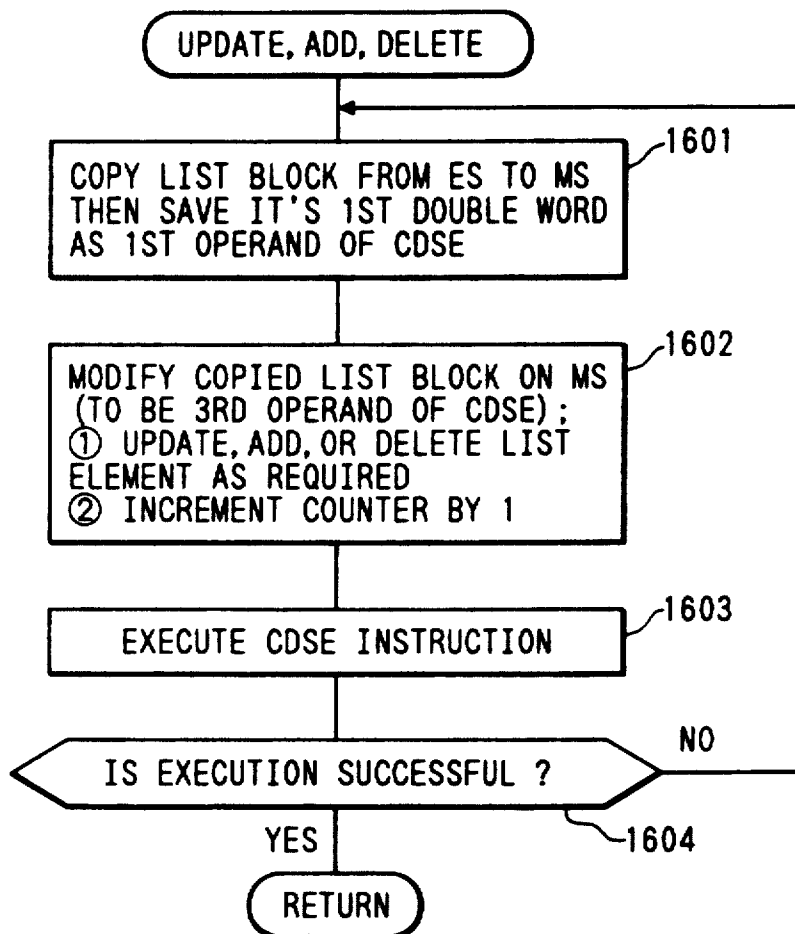 UPDATE, ADD, DELETE
1601
COPY LIST BLOCK FROM ES TO MS
THEN SAVE IT'S 1ST DOUBLE WORD
AS 1ST OPERAND OF CDSE
1602
MODIFY COPIED LIST BLOCK ON MS
(TO BE 3RD OPERAND OF CDSE);
① UPDATE, ADD, OR DELETE LIST
ELEMENT AS REQUIRED
② INCREMENT COUNTER BY 1
1603
EXECUTE CDSE INSTRUCTION
NO
IS EXECUTION SUCCESSFUL ?
YES
1604
RETURN